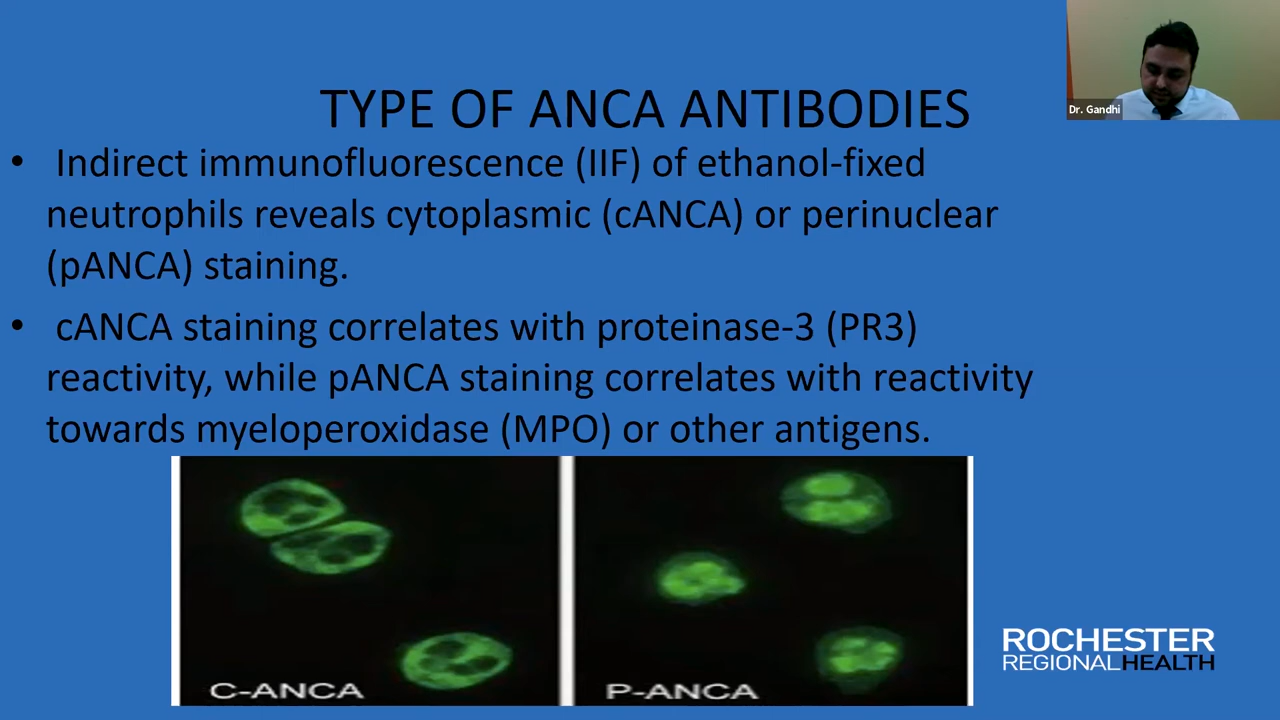 Dr. Gandhi
TYPE OF ANCA ANTIBODIES
• Indirect immunofluorescence (IIF) of ethanol-fixed
neutrophils reveals cytoplasmic (cANCA) or perinuclear
(pANCA) staining.
• cANCA staining correlates with proteinase-3 (PR3)
reactivity, while pANCA staining correlates with reactivity
towards myeloperoxidase (MPO) or other antigens.
C-ANCA
P-ANCA
ROCHESTER
REGIONALHEALTH